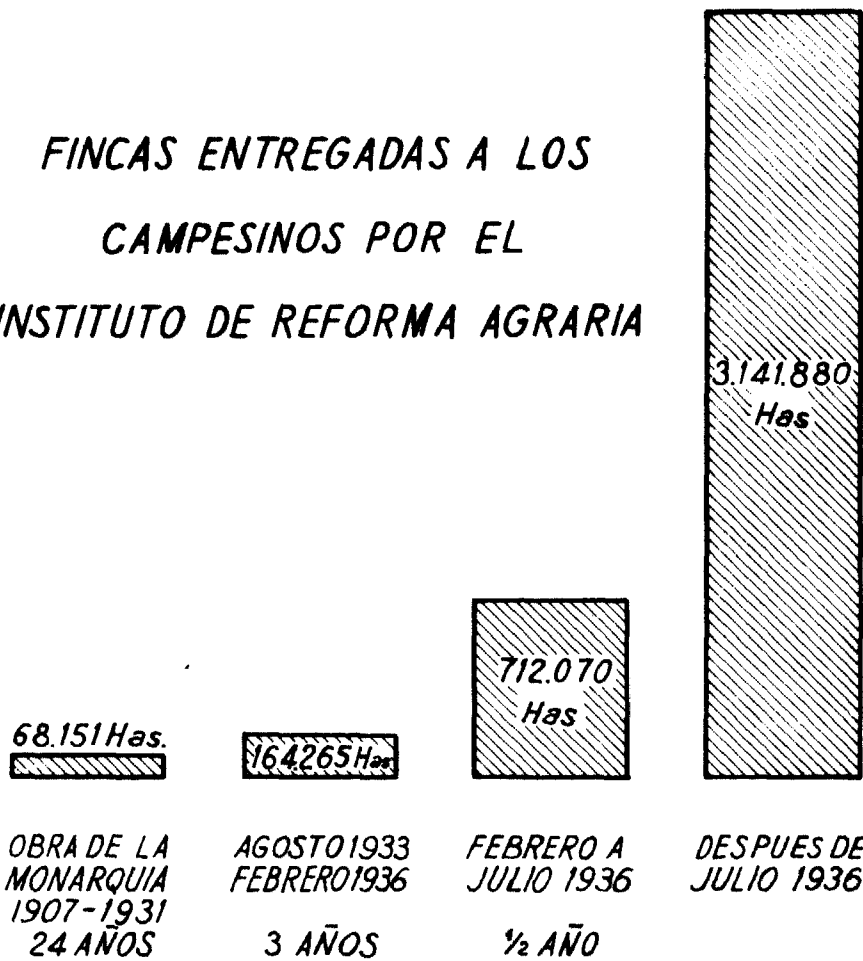 FINCAS ENTREGADAS A LOS
CAMPESINOS POR EL
INSTITUTO DE REFORMA AGRARIA
68.151 Has.
164.265 Has
712.070
Has
3.141.880
Has
OBRA DE LA
MONARQUIA
1907-1931
24 AÑOS
AGOSTO 1933
FEBRERO 1936
3 AÑOS
FEBRERO A
JULIO 1936
½ AÑO
DESPUES DE
JULIO 1936